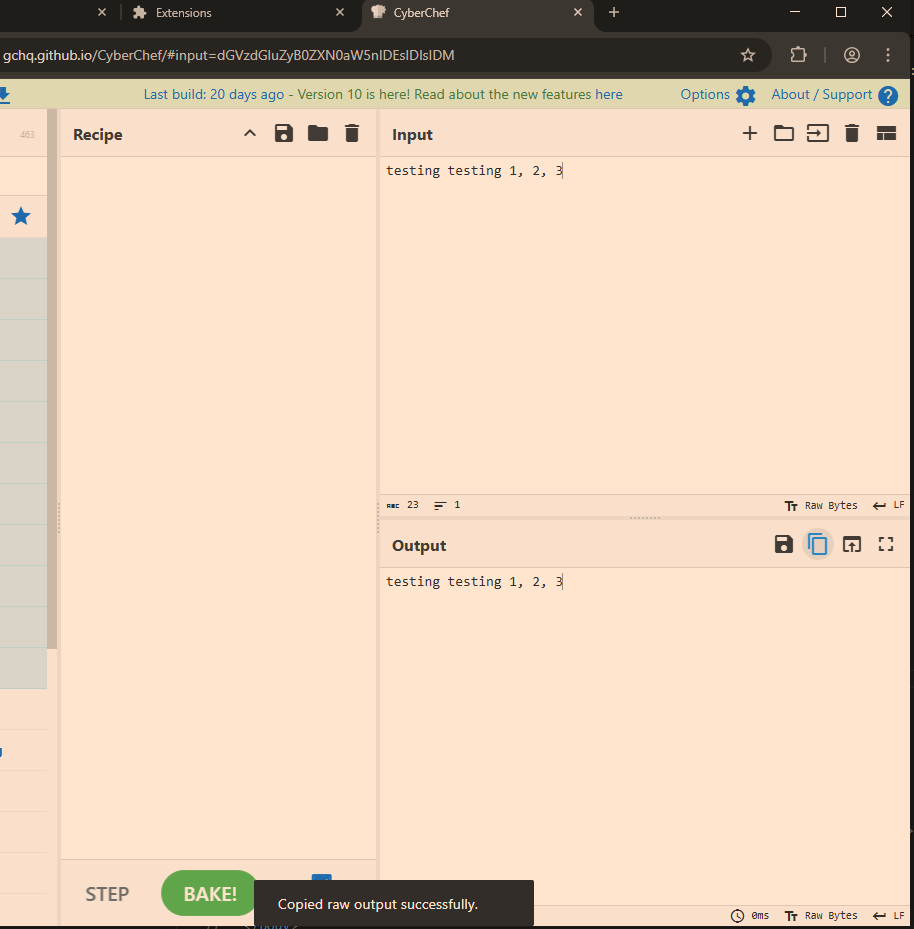 Extensions
CyberChef
gchq.github.io/CyberChef/#input=dGVzdGluZyB0ZXN0aW5nIDEsIDIsIDM
Last build: 20 days ago - Version 10 is here! Read about the new features here
Options
About / Support
463
Recipe
Input
testing testing 1, 2, 3
ABC 23
1
Raw Bytes
LF
Output
testing testing 1, 2, 3
STEP
BAKE!
Copied raw output successfully.
0ms
Raw Bytes
LF